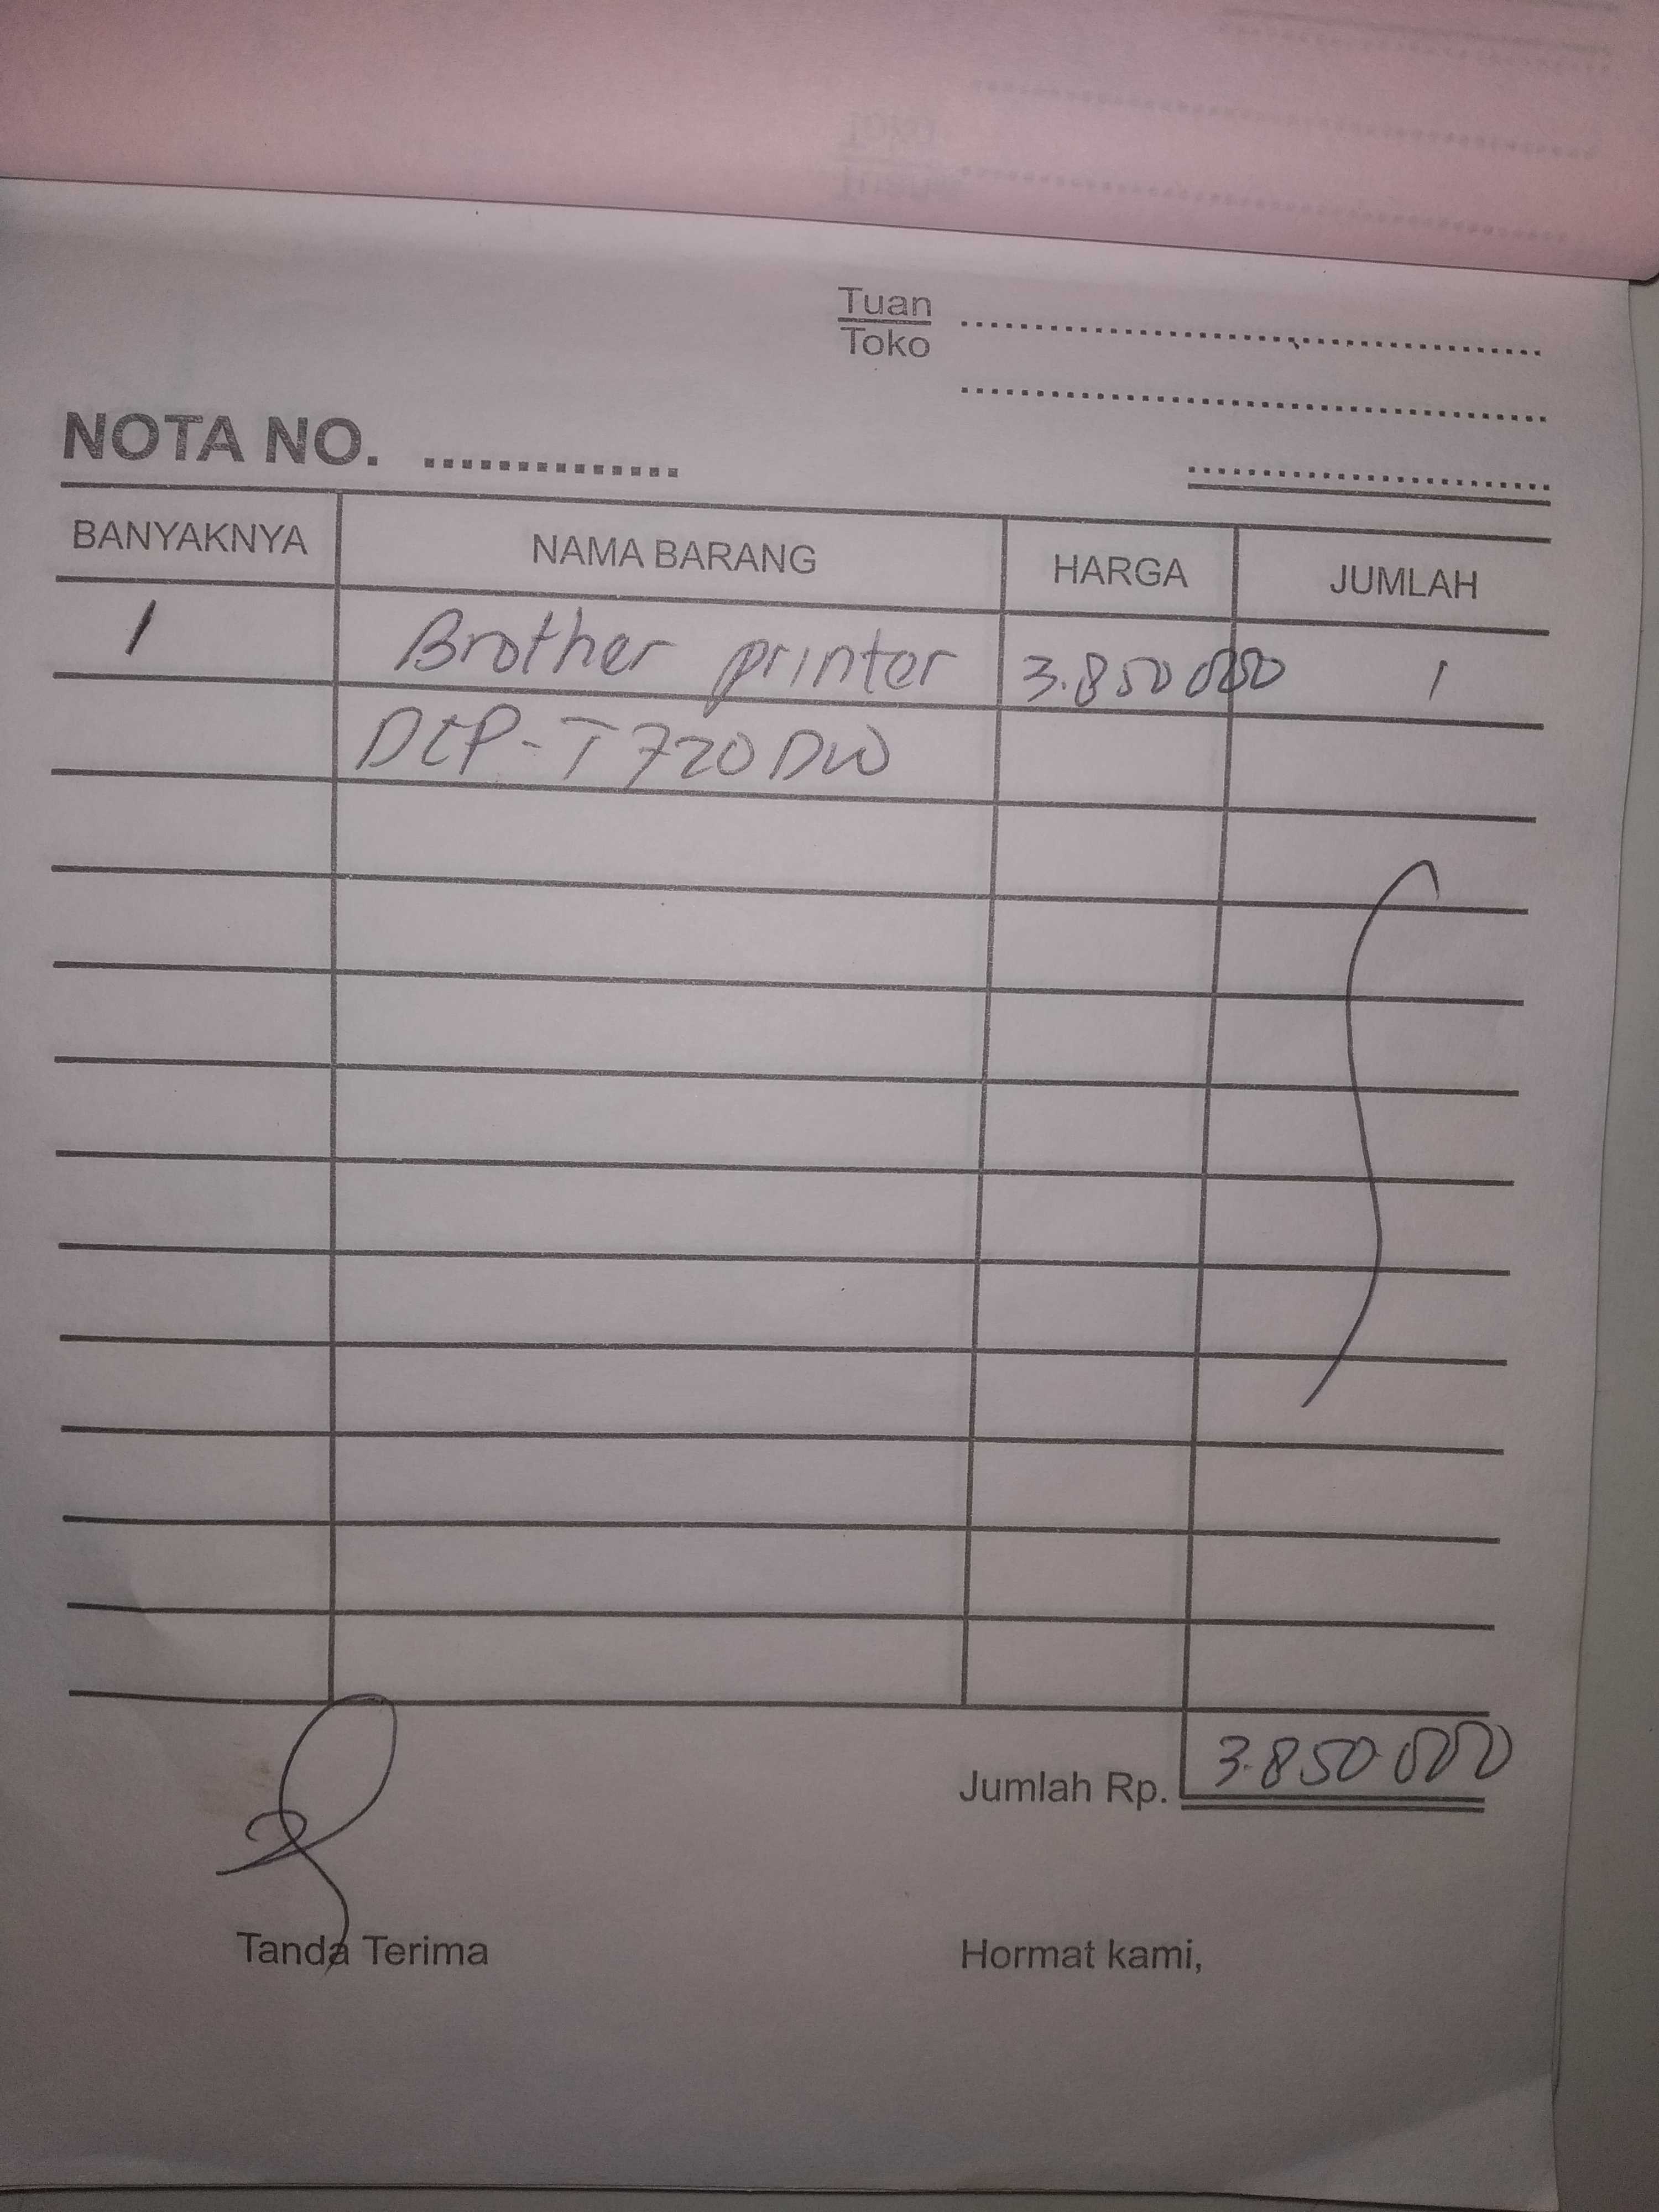 Tuan
Toko
NOTA NO. ..............
BANYAKNYA NAMA BARANG HARGA JUMLAH
1 Brother printer 3.850 000 1
DCP-T720DW
Jumlah Rp. 3.850.000
Tanda Terima Hormat kami,